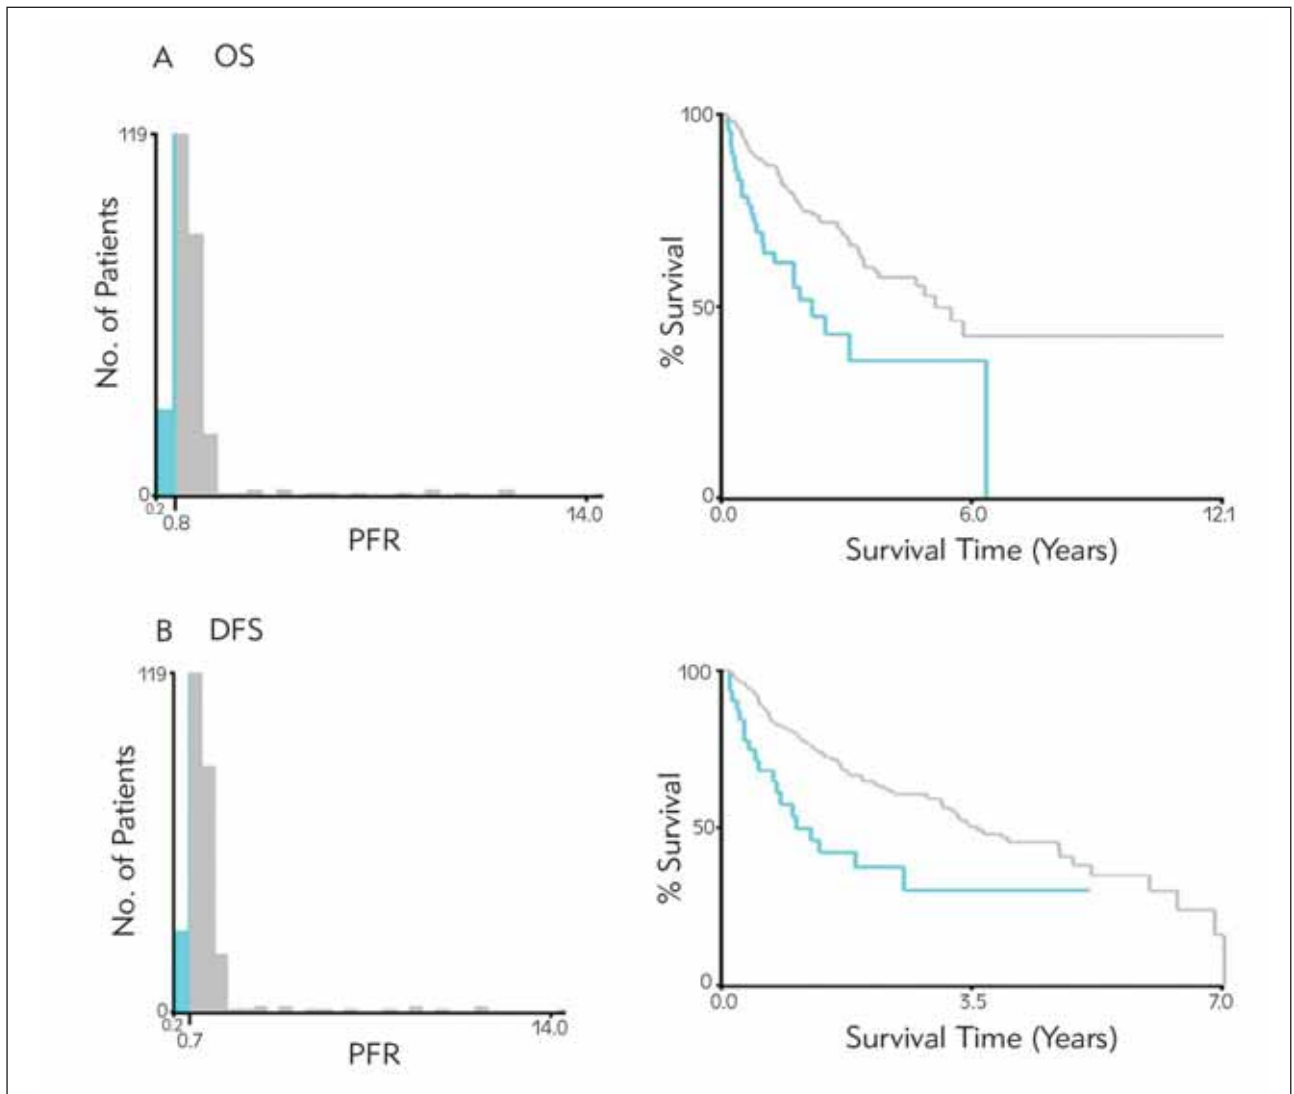 A OS
119
No. of Patients
0
0.2
0.8
14.0
PFR
100
50
0
% Survival
0.0
6.0
12.1
Survival Time (Years)
B DFS
119
No. of Patients
0
0.2
0.7
14.0
PFR
100
50
0
% Survival
0.0
3.5
7.0
Survival Time (Years)